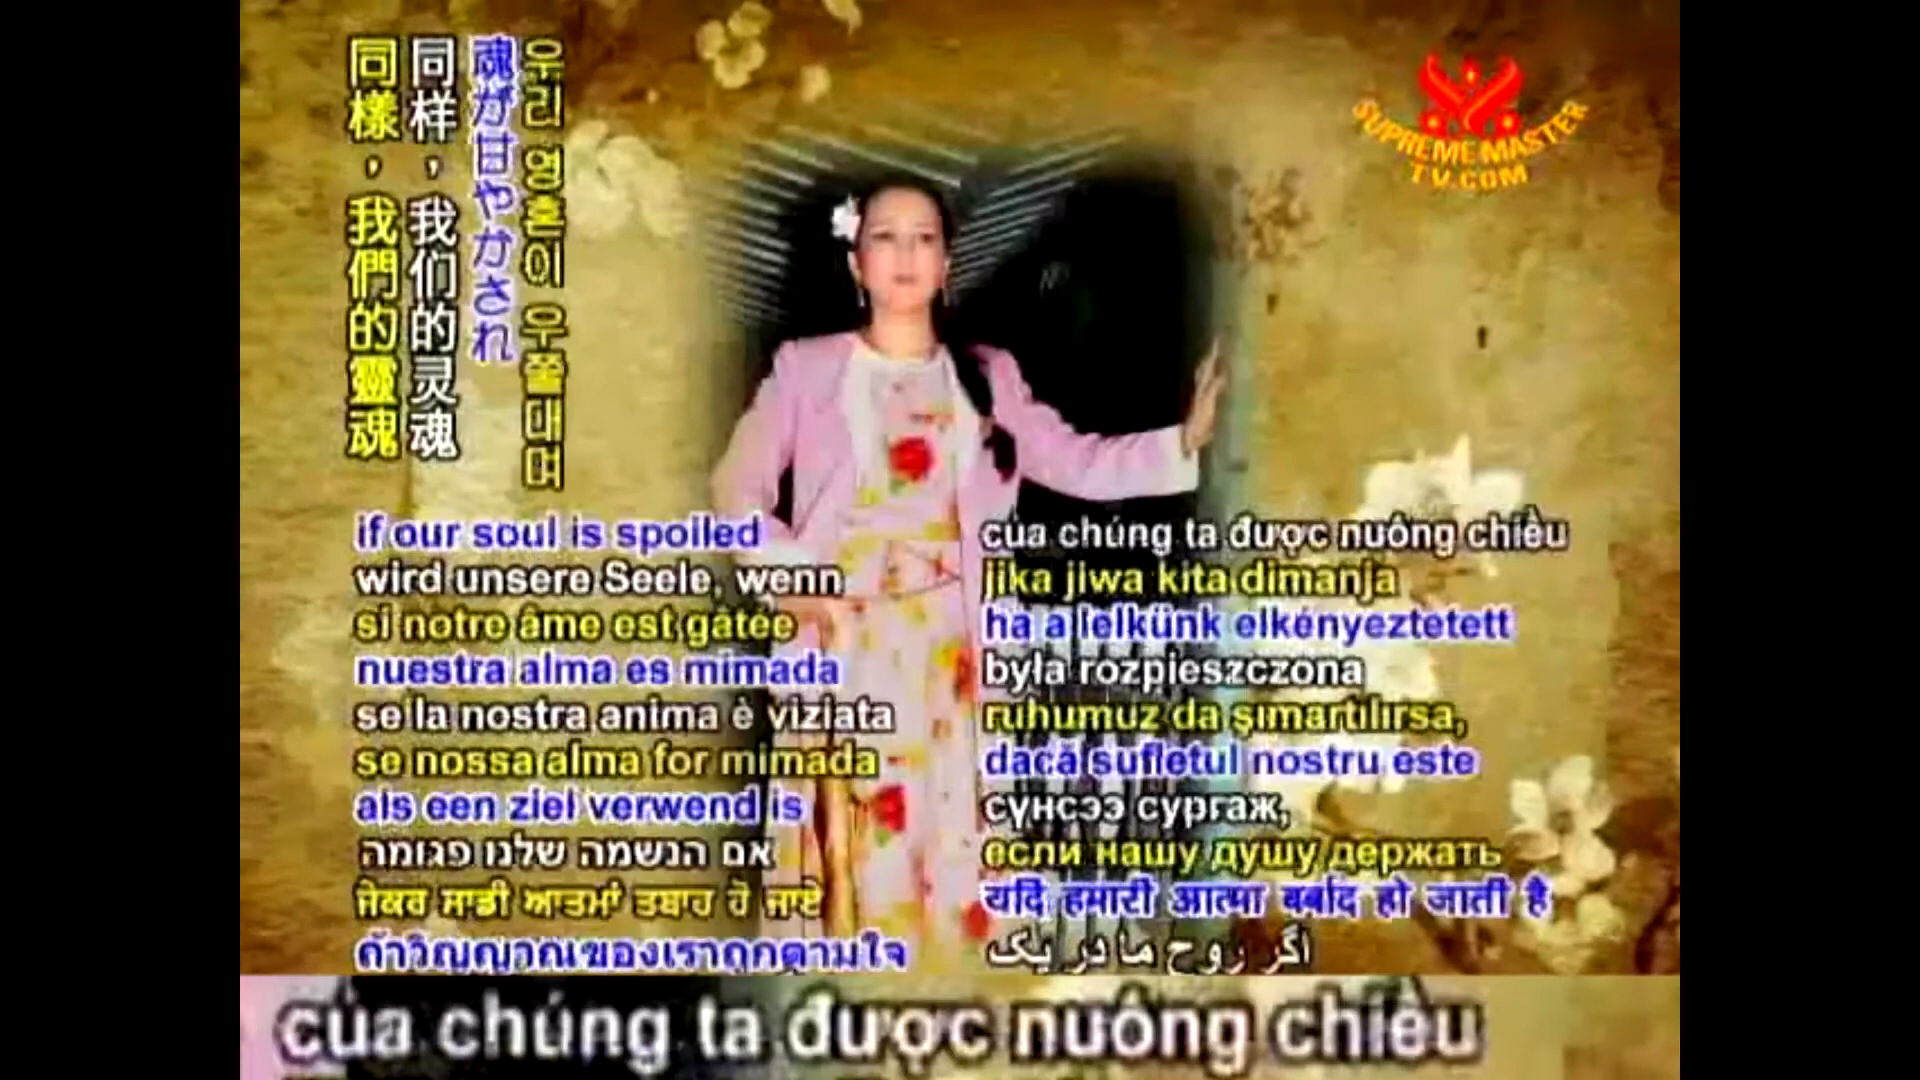 同樣，我們的靈魂
同样，我们的灵魂
魂が甘やかされ
우리 영혼이 우쭐대며
SUPREME MASTER
TV.COM
if our soul is spoiled
wird unsere Seele, wenn
si notre âme est gâtée
nuestra alma es mimada
se la nostra anima è viziata
se nossa alma for mimada
als een ziel verwend is
אם הנשמה שלנו פגומה
ਜੇਕਰ ਸਾਡੀ ਆਤਮਾਂ ਤਬਾਹ ਹੋ ਜਾਏ
ถ้าวิญญาณของเราถูกตามใจ
của chúng ta được nuông chiều
jika jiwa kita dimanja
ha a lelkünk elkényeztetett
była rozpieszczona
ruhumuz da şımartılırsa,
dacă sufletul nostru este
сүнсээ сургаж,
если нашу душу держать
यदि हमारी आत्मा बर्बाद हो जाती है
اگر روح ما در یک
của chúng ta được nuông chiều